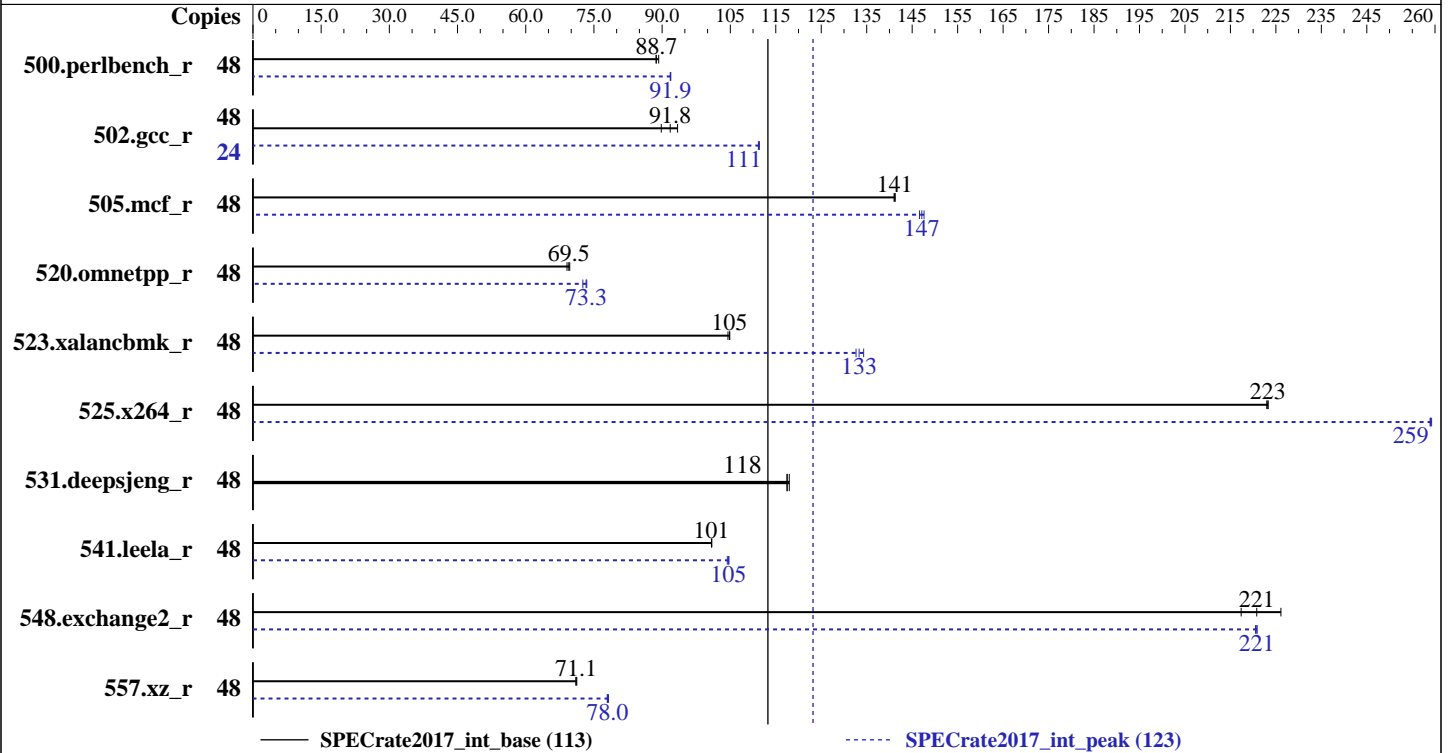 Copies 0 15.0 30.0 45.0 60.0 75.0 90.0 105 115 125 135 145 155 165 175 185 195 205 215 225 235 245 260
88.7
500.perlbench_r 48
91.9
48 91.8
502.gcc_r
24 111
141
505.mcf_r 48
147
69.5
520.omnetpp_r 48
73.3
105
523.xalancbmk_r 48
133
223
525.x264_r 48
259
118
531.deepsjeng_r 48
101
541.leela_r 48
105
221
548.exchange2_r 48
221
71.1
557.xz_r 48
78.0
SPECrate2017_int_base (113) SPECrate2017_int_peak (123)